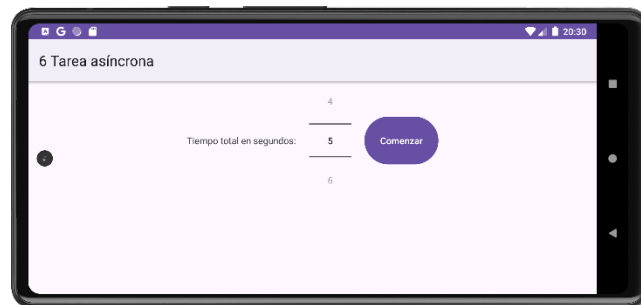 G 20:30
6 Tarea asíncrona
4
Tiempo total en segundos: 5 Comenzar
6